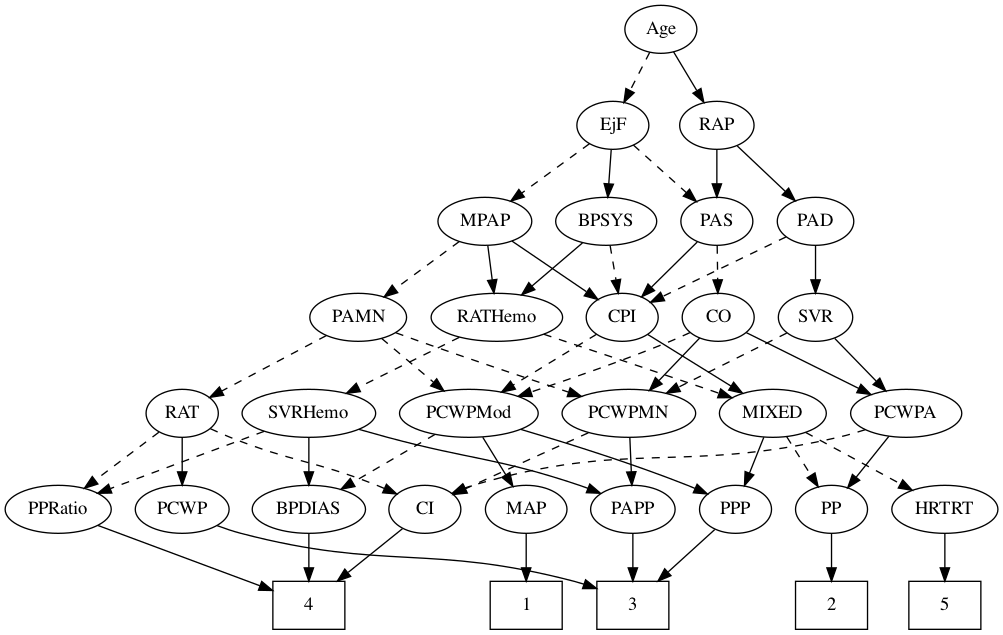 Age
EjF
RAP
MPAP
BPSYS
PAS
PAD
PAMN
RATHemo
CPI
CO
SVR
RAT
SVRHemo
PCWPMod
PCWPMN
MIXED
PCWPA
PPRatio
PCWP
BPDIAS
CI
MAP
PAPP
PPP
PP
HRTRT
4
1
3
2
5